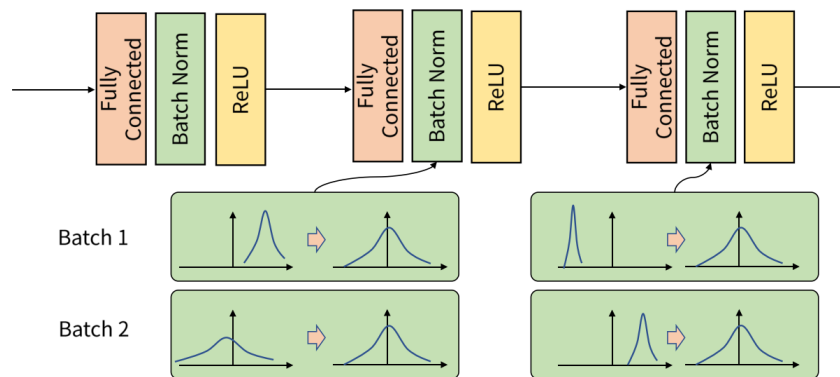 Fully
Connected
Batch Norm
ReLU
Fully
Connected
Batch Norm
ReLU
Fully
Connected
Batch Norm
ReLU
Batch 1
Batch 2